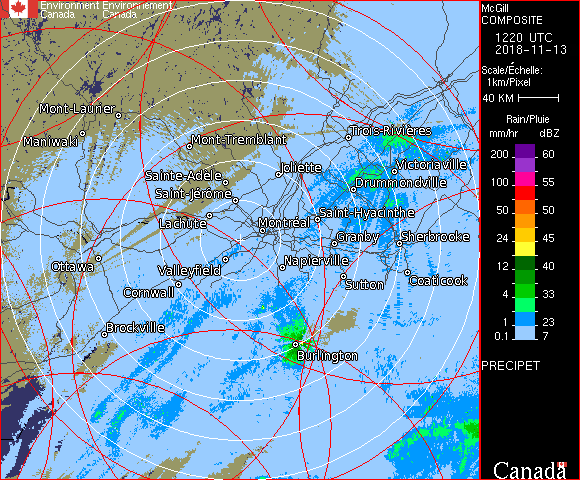 Environment Environnement
Canada Canada
Mont-Laurier
Maniwaki
Mont-Tremblant
Trois-Rivières
Sainte-Adèle
Joliette
Victoriaville
Saint-Jérôme
Drummondville
Lachute
Montréal
Saint-Hyacinthe
Granby
Sherbrooke
Ottawa
Valleyfield
Napierville
Sutton
Coaticook
Cornwall
Brockville
Burlington
McGill
COMPOSITE
1220 UTC
2018-11-13
Scale/Échelle:
1km/Pixel
40 KM
Rain/Pluie
mm/hr dBZ
200 60
100 55
50 50
24 45
12 40
4 33
1 23
0.1 7
PRECIPET
Canada